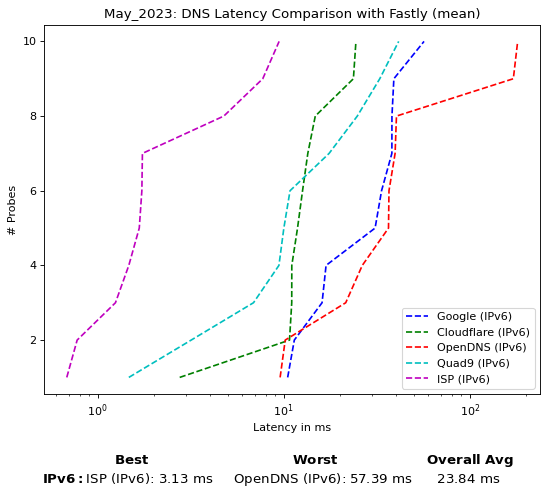 May_2023: DNS Latency Comparison with Fastly (mean)
10
8
6
4
2
# Probes
10⁰
10¹
10²
Latency in ms
Google (IPv6)
Cloudflare (IPv6)
OpenDNS (IPv6)
Quad9 (IPv6)
ISP (IPv6)
Best Worst Overall Avg
IPv6: ISP (IPv6): 3.13 ms OpenDNS (IPv6): 57.39 ms 23.84 ms